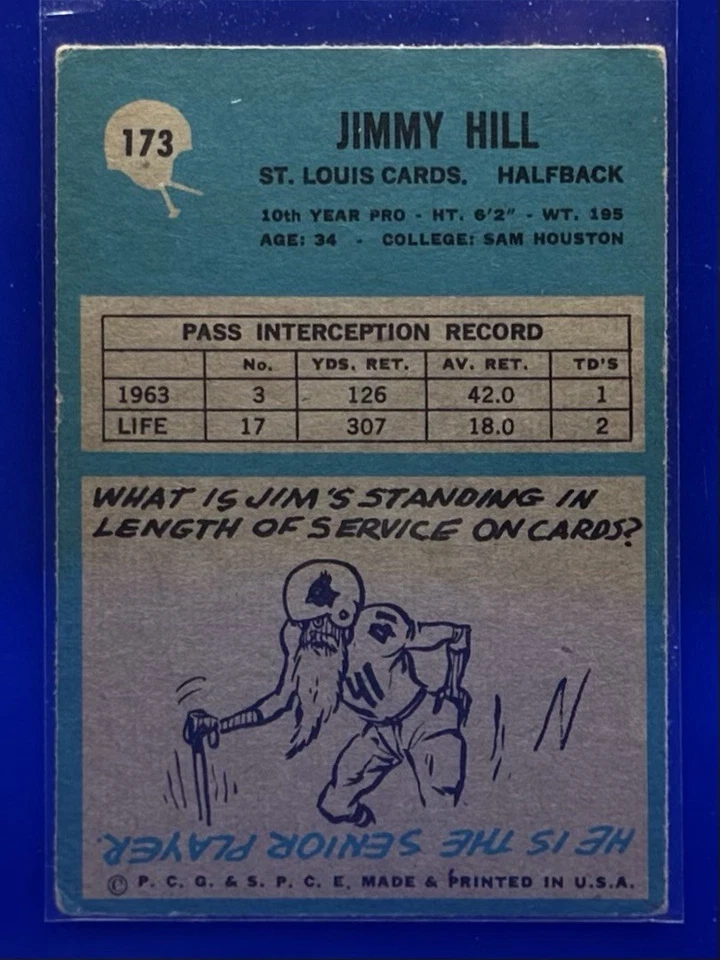 173
JIMMY HILL
ST. LOUIS CARDS. HALFBACK
10th YEAR PRO - HT. 6'2" - WT. 195
AGE: 34 - COLLEGE: SAM HOUSTON
PASS INTERCEPTION RECORD
No. YDS. RET. AV. RET. TD'S
1963 3 126 42.0 1
LIFE 17 307 18.0 2
WHAT IS JIM'S STANDING IN
LENGTH OF SERVICE ON CARDS?
41
HE IS THE SENIOR PLAYER.
© P. C. G. & S. P. C. E. MADE & PRINTED IN U.S.A.